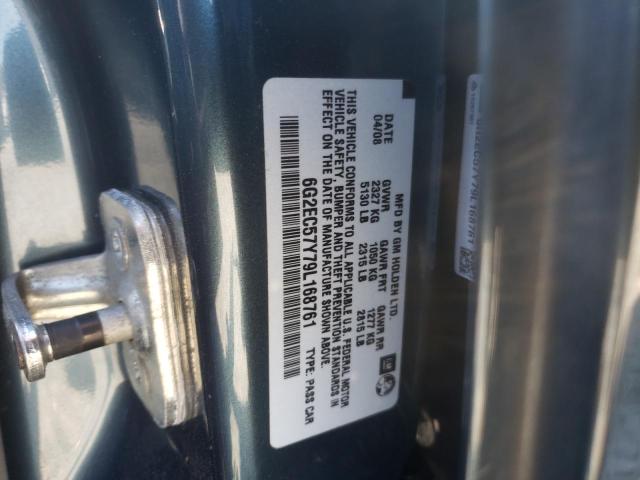 MFD BY GM HOLDEN LTD.
DATE GVWR GAWR FRT GAWR RR
04/08 2327 KG 1050 KG 1277 KG
5130 LB 2315 LB 2815 LB
THIS VEHICLE CONFORMS TO ALL APPLICABLE U.S. FEDERAL MOTOR
VEHICLE SAFETY, BUMPER AND THEFT PREVENTION STANDARDS IN
EFFECT ON THE DATE OF MANUFACTURE SHOWN ABOVE.
6G2EC57Y79L168761 TYPE: PASS CAR
GM